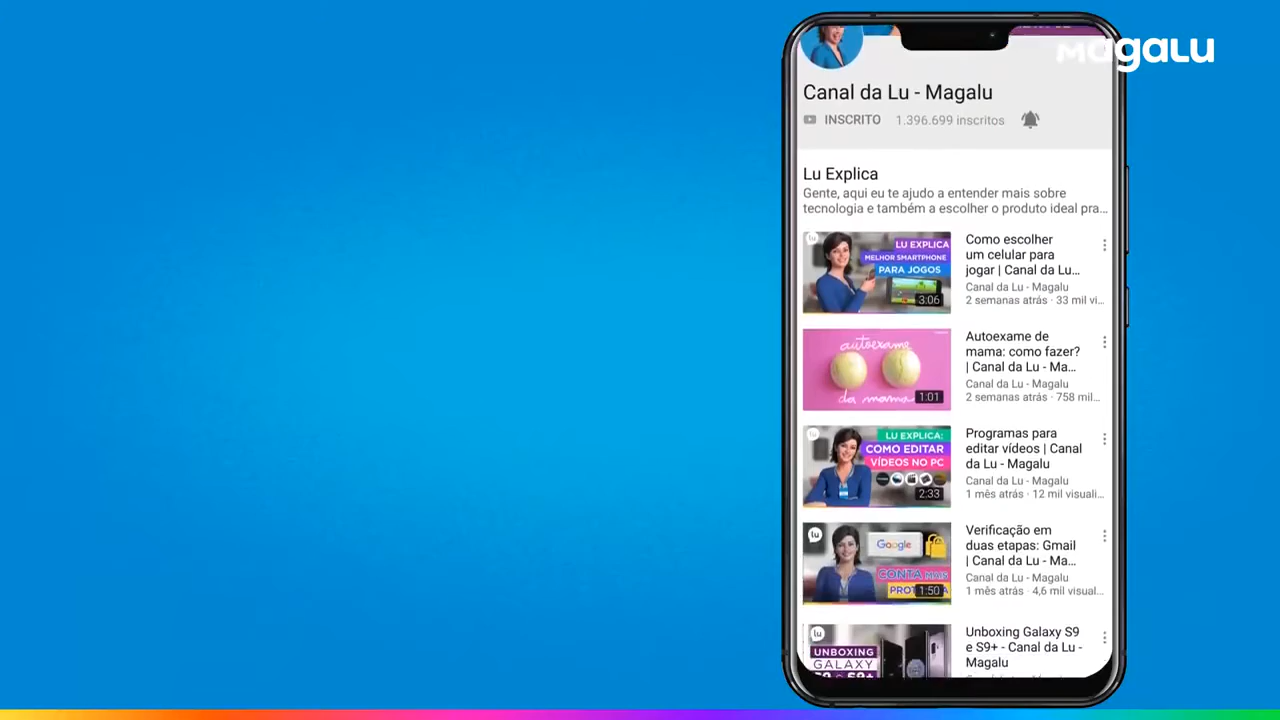 magalu
Canal da Lu - Magalu
INSCRITO 1.396.699 inscritos
Lu Explica
Gente, aqui eu te ajudo a entender mais sobre
tecnologia e também a escolher o produto ideal pra...
lu
LU EXPLICA
MELHOR SMARTPHONE
PARA JOGOS
3:06
Como escolher
um celular para
jogar | Canal da Lu...
Canal da Lu - Magalu
2 semanas atrás · 33 mil vi...
autoexame
da mama
1:01
Autoexame de
mama: como fazer?
| Canal da Lu - Ma...
Canal da Lu - Magalu
2 semanas atrás · 758 mil...
lu
LU EXPLICA:
COMO EDITAR
VÍDEOS NO PC
2:33
Programas para
editar vídeos | Canal
da Lu - Magalu
Canal da Lu - Magalu
1 mês atrás · 12 mil visuali...
lu
Google
CONTA MAIS
1:50
Verificação em
duas etapas: Gmail
| Canal da Lu - Ma...
Canal da Lu - Magalu
1 mês atrás · 4,6 mil visual...
lu
UNBOXING
GALAXY
S9 e S9+
Unboxing Galaxy S9
e S9+ - Canal da Lu -
Magalu